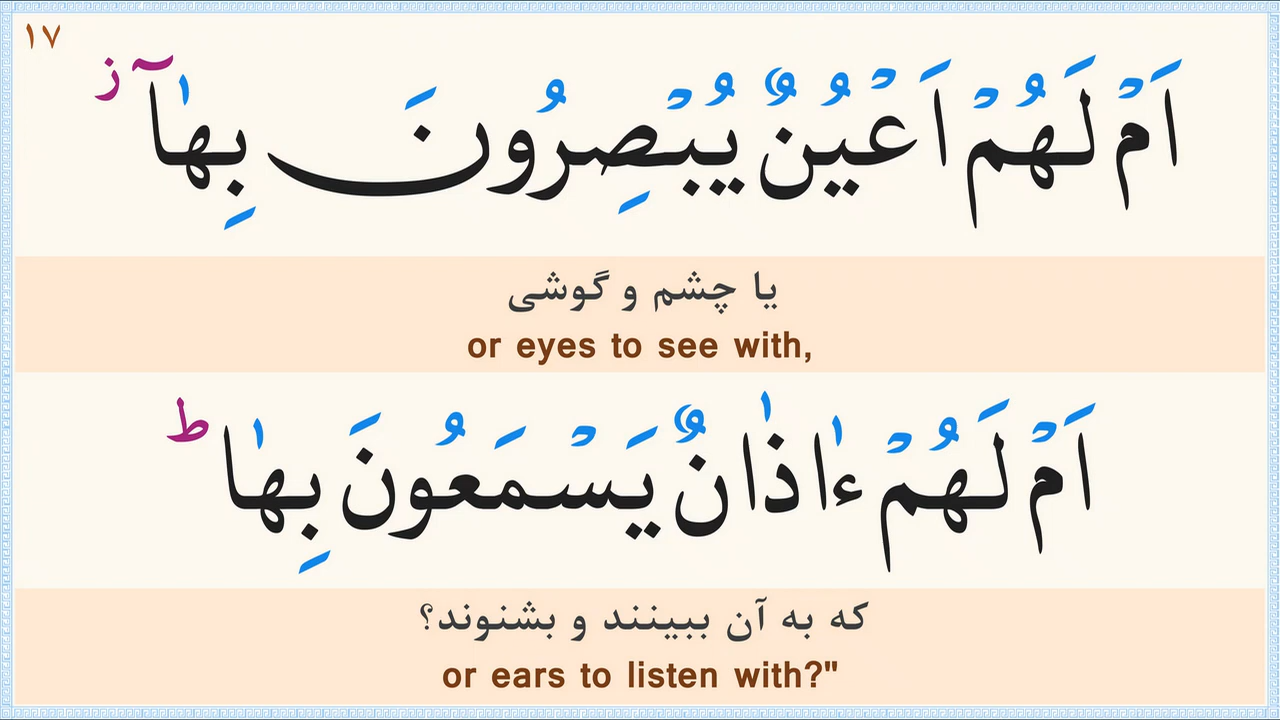 ۱۷
اَمْ لَهُمْ اَعْيُنٌ يُبْصِرُونَ بِهٰآ ز
یا چشم و گوشی
or eyes to see with,
اَمْ لَهُمْ ءٰاذٰانٌ يَسْمَعُونَ بِهٰا ط
که به آن ببینند و بشنوند؟
or ears to listen with?"